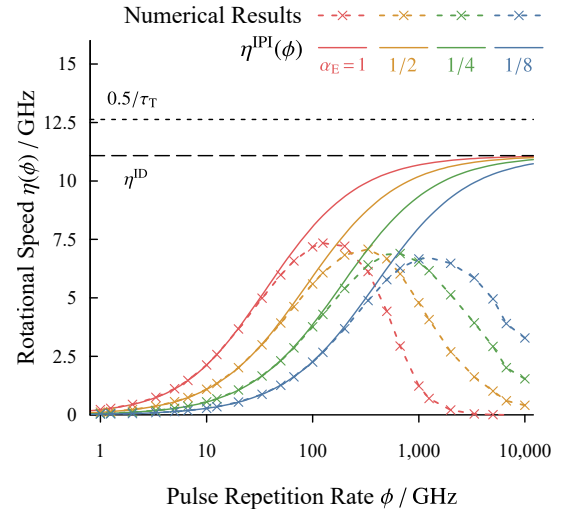 Numerical Results
η^IPI(ϕ)
α_E = 1 1/2 1/4 1/8
15
0.5/τ_T
12.5
η^ID
10
7.5
5
2.5
0
Rotational Speed η(ϕ) / GHz
1 10 100 1,000 10,000
Pulse Repetition Rate ϕ / GHz